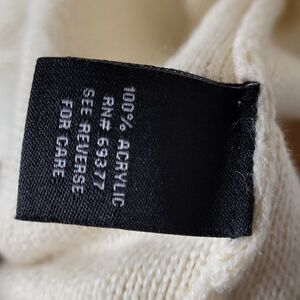 100% ACRYLIC
RN# 69377
SEE REVERSE
FOR CARE